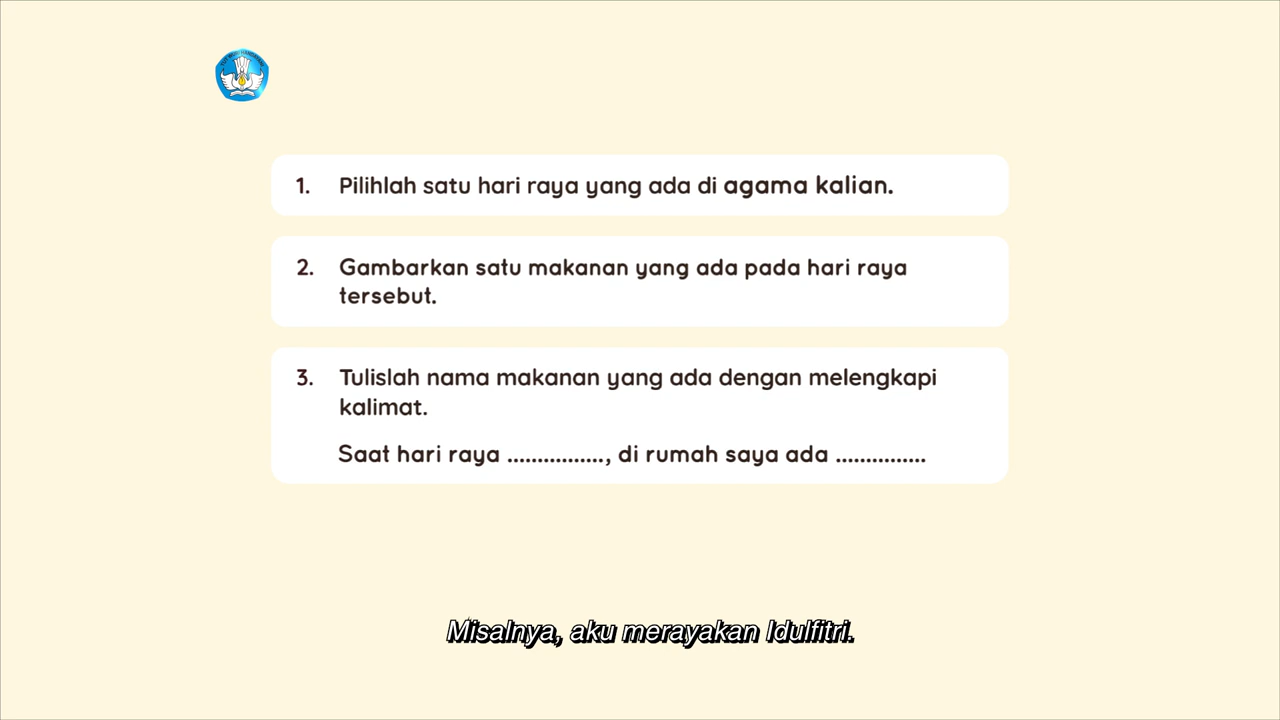 1. Pilihlah satu hari raya yang ada di agama kalian.
2. Gambarkan satu makanan yang ada pada hari raya
tersebut.
3. Tulislah nama makanan yang ada dengan melengkapi
kalimat.
Saat hari raya ................, di rumah saya ada ...............
Misalnya, aku merayakan Idulfitri.